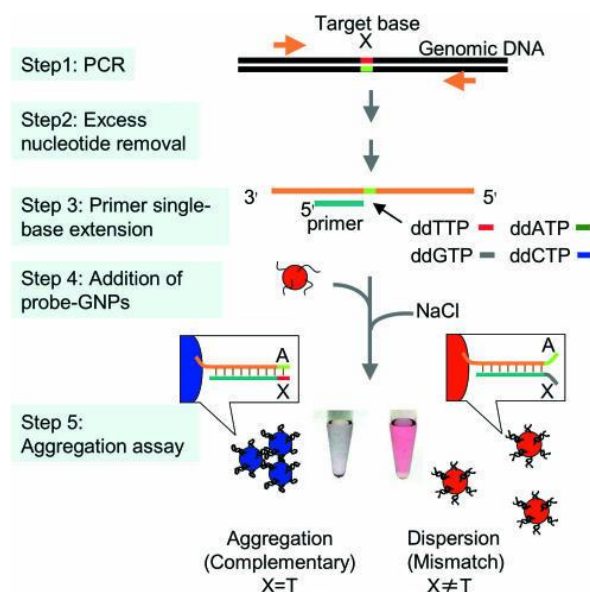 Target base
X
Genomic DNA
Step1: PCR
Step2: Excess
nucleotide removal
3'
5'
Step 3: Primer single-
base extension
5'
primer
ddTTP
ddATP
ddGTP
ddCTP
Step 4: Addition of
probe-GNPs
NaCl
A
X
A
X
Step 5:
Aggregation assay
Aggregation
(Complementary)
X=T
Dispersion
(Mismatch)
X≠T